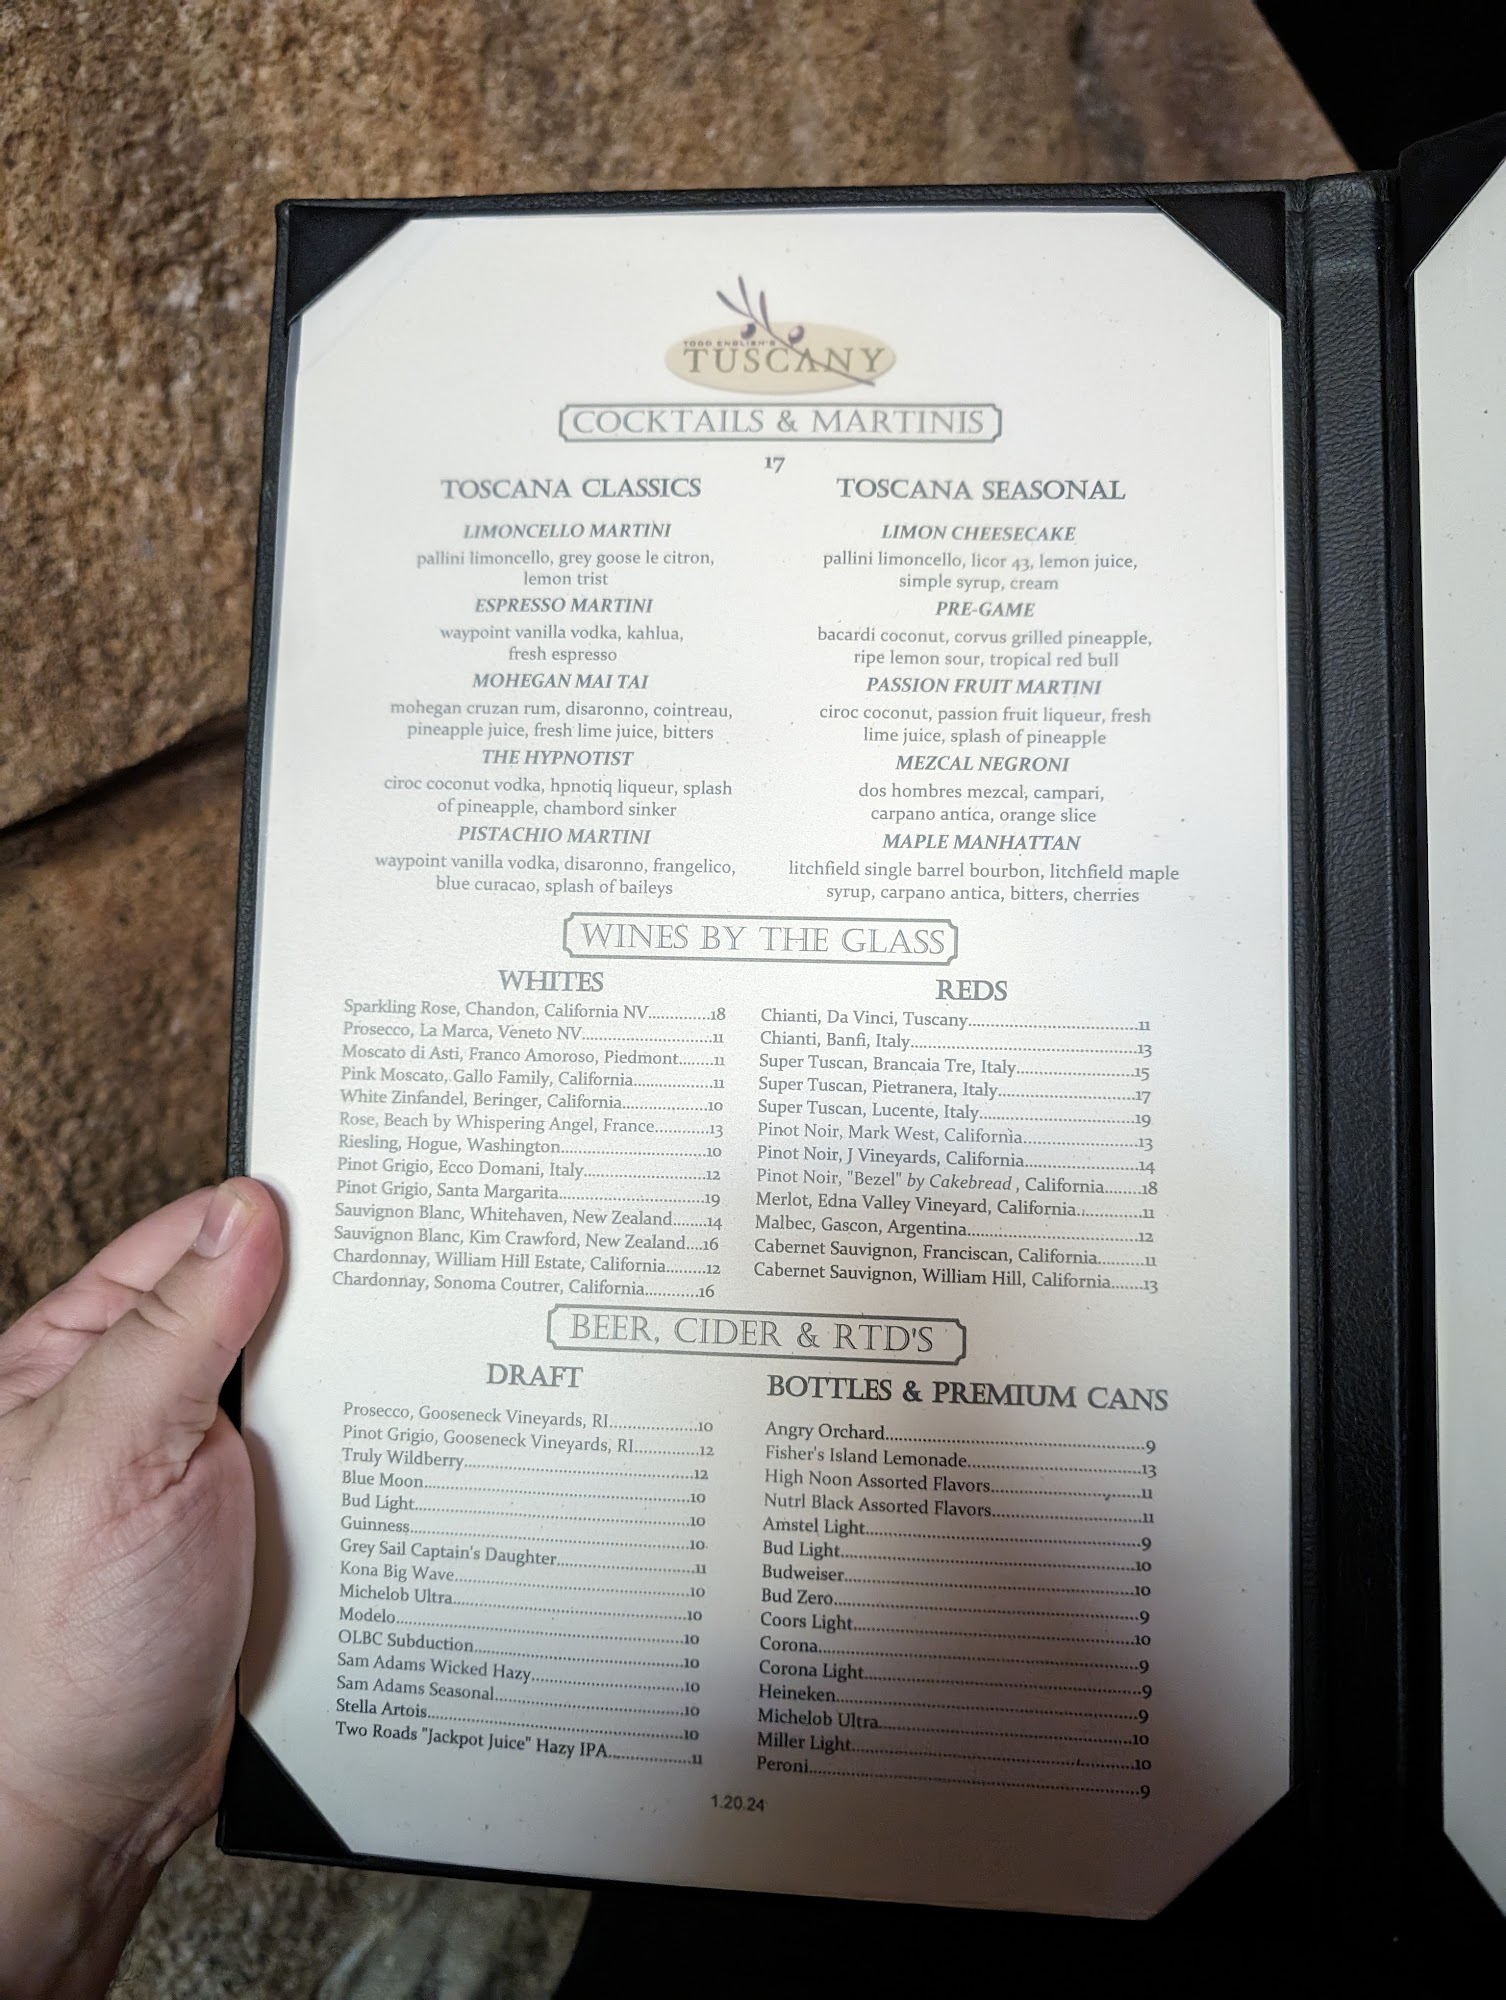 TODD ENGLISH'S
TUSCANY
COCKTAILS & MARTINIS
17
TOSCANA CLASSICS
LIMONCELLO MARTINI
pallini limoncello, grey goose le citron,
lemon trist
ESPRESSO MARTINI
waypoint vanilla vodka, kahlua,
fresh espresso
MOHEGAN MAI TAI
mohegan cruzan rum, disaronno, cointreau,
pineapple juice, fresh lime juice, bitters
THE HYPNOTIST
ciroc coconut vodka, hpnotiq liqueur, splash
of pineapple, chambord sinker
PISTACHIO MARTINI
waypoint vanilla vodka, disaronno, frangelico,
blue curacao, splash of baileys
TOSCANA SEASONAL
LIMON CHEESECAKE
pallini limoncello, licor 43, lemon juice,
simple syrup, cream
PRE-GAME
bacardi coconut, corvus grilled pineapple,
ripe lemon sour, tropical red bull
PASSION FRUIT MARTINI
ciroc coconut, passion fruit liqueur, fresh
lime juice, splash of pineapple
MEZCAL NEGRONI
dos hombres mezcal, campari,
carpano antica, orange slice
MAPLE MANHATTAN
litchfield single barrel bourbon, litchfield maple
syrup, carpano antica, bitters, cherries
WINES BY THE GLASS
WHITES
Sparkling Rose, Chandon, California NV.............18
Prosecco, La Marca, Veneto NV........................11
Moscato di Asti, Franco Amoroso, Piedmont.......11
Pink Moscato, Gallo Family, California................11
White Zinfandel, Beringer, California..................10
Rose, Beach by Whispering Angel, France...........13
Riesling, Hogue, Washington..............................10
Pinot Grigio, Ecco Domani, Italy.........................12
Pinot Grigio, Santa Margarita..............................19
Sauvignon Blanc, Whitehaven, New Zealand.......14
Sauvignon Blanc, Kim Crawford, New Zealand....16
Chardonnay, William Hill Estate, California.........12
Chardonnay, Sonoma Coutrer, California............16
REDS
Chianti, Da Vinci, Tuscany...................................11
Chianti, Banfi, Italy..............................................13
Super Tuscan, Brancaia Tre, Italy.........................15
Super Tuscan, Pietranera, Italy.............................17
Super Tuscan, Lucente, Italy.................................19
Pinot Noir, Mark West, California........................13
Pinot Noir, J Vineyards, California.......................14
Pinot Noir, "Bezel" by Cakebread , California........18
Merlot, Edna Valley Vineyard, California..............11
Malbec, Gascon, Argentina...................................12
Cabernet Sauvignon, Franciscan, California..........11
Cabernet Sauvignon, William Hill, California.......13
BEER, CIDER & RTD'S
DRAFT
Prosecco, Gooseneck Vineyards, RI..................10
Pinot Grigio, Gooseneck Vineyards, RI.............12
Truly Wildberry...............................................12
Blue Moon......................................................10
Bud Light........................................................10
Guinness.........................................................10
Grey Sail Captain's Daughter............................11
Kona Big Wave................................................10
Michelob Ultra.................................................10
Modelo............................................................10
OLBC Subduction............................................10
Sam Adams Wicked Hazy.................................10
Sam Adams Seasonal........................................10
Stella Artois.....................................................10
Two Roads "Jackpot Juice" Hazy IPA...................11
BOTTLES & PREMIUM CANS
Angry Orchard..................................................9
Fisher's Island Lemonade.................................13
High Noon Assorted Flavors.............................11
Nutrl Black Assorted Flavors.............................11
Amstel Light.....................................................9
Bud Light........................................................10
Budweiser.......................................................10
Bud Zero..........................................................9
Coors Light.....................................................10
Corona.............................................................9
Corona Light.....................................................9
Heineken..........................................................9
Michelob Ultra.................................................10
Miller Light......................................................10
Peroni..............................................................9
1.20.24